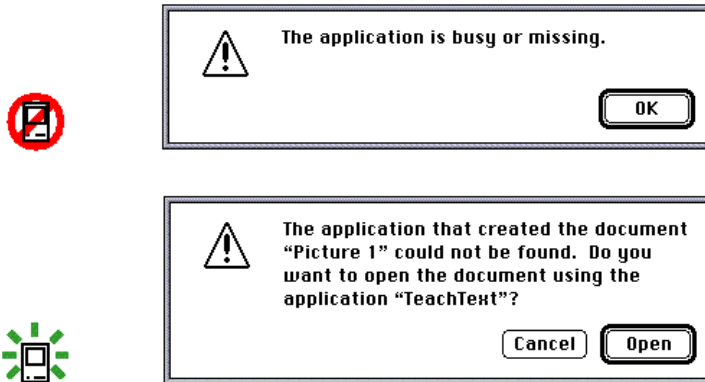 The application is busy or missing.
OK
The application that created the document
“Picture 1” could not be found.  Do you
want to open the document using the
application “TeachText”?
Cancel
Open